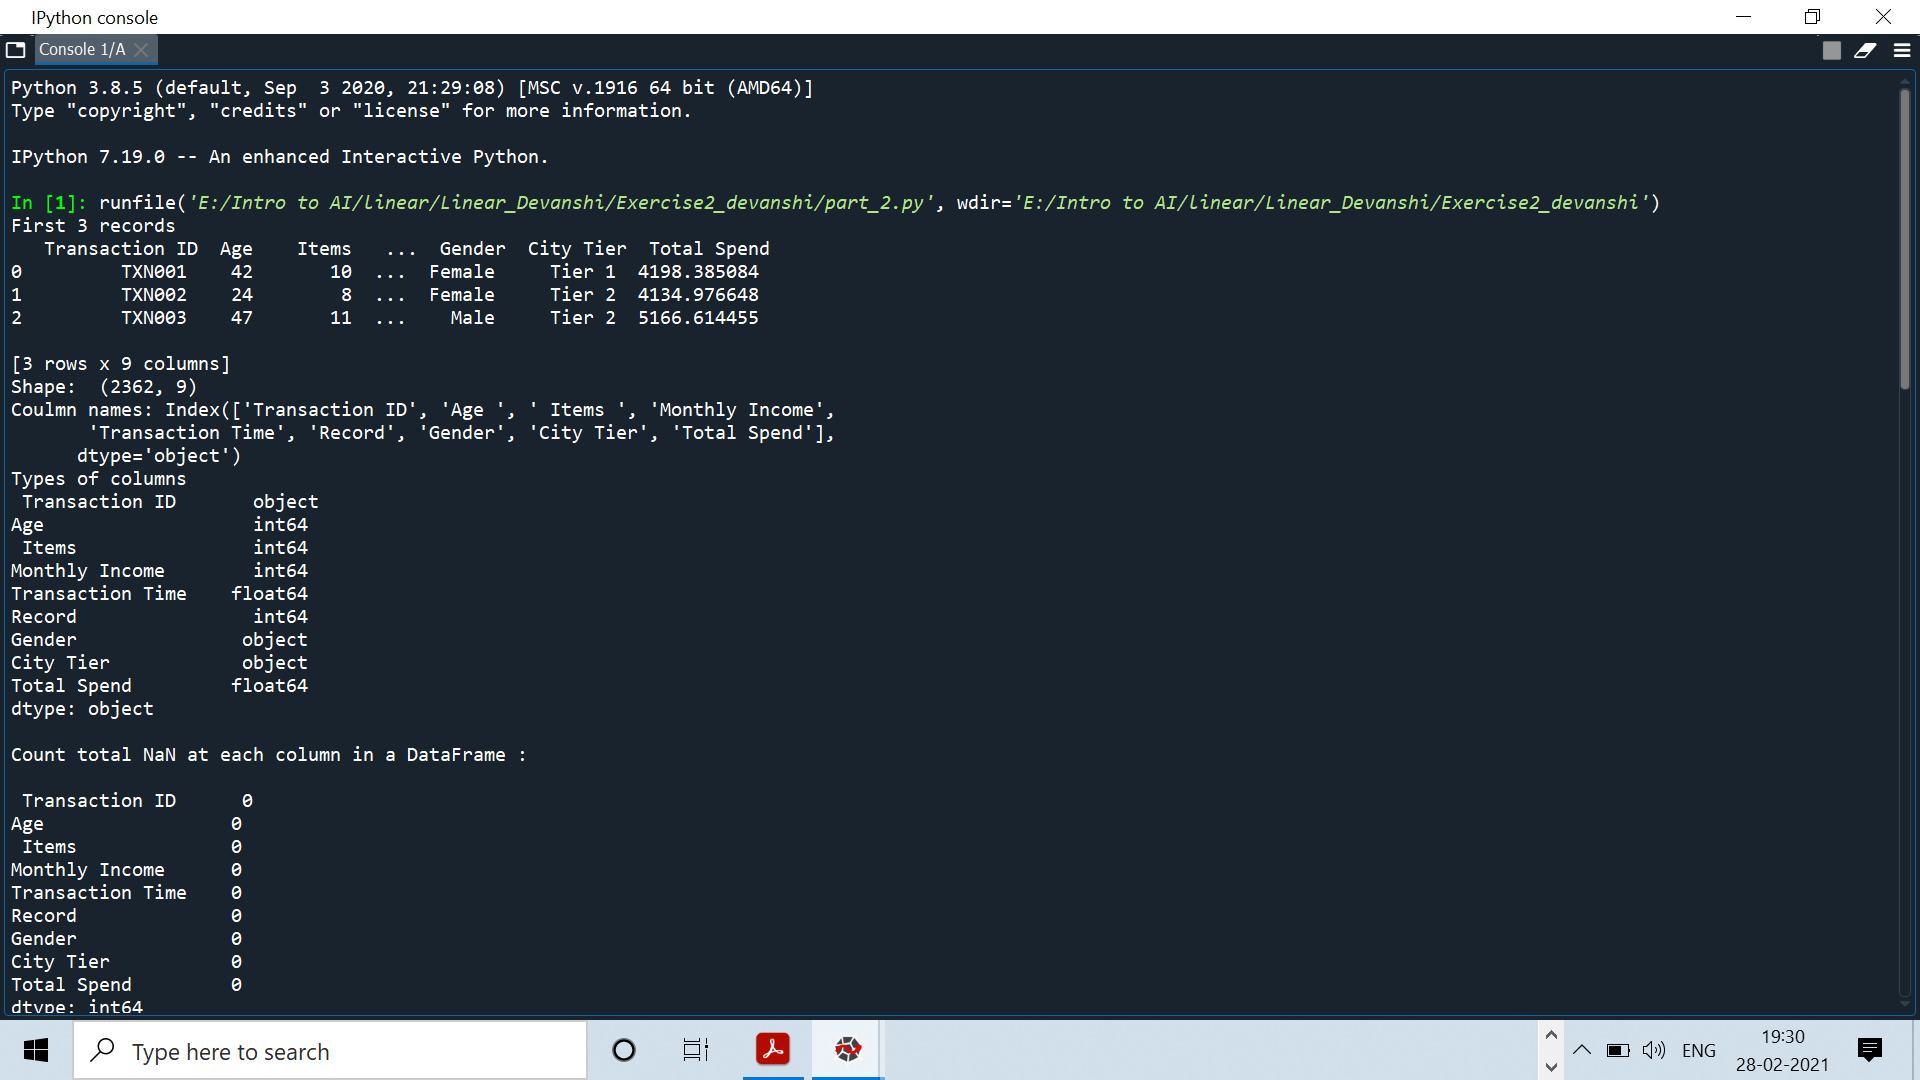 IPython console
Console 1/A
Python 3.8.5 (default, Sep  3 2020, 21:29:08) [MSC v.1916 64 bit (AMD64)]
Type "copyright", "credits" or "license" for more information.
IPython 7.19.0 -- An enhanced Interactive Python.
In [1]: runfile('E:/Intro to AI/linear/Linear_Devanshi/Exercise2_devanshi/part_2.py', wdir='E:/Intro to AI/linear/Linear_Devanshi/Exercise2_devanshi')
First 3 records
   Transaction ID  Age    Items   ...  Gender  City Tier  Total Spend
0         TXN001    42       10  ...  Female     Tier 1  4198.385084
1         TXN002    24        8  ...  Female     Tier 2  4134.976648
2         TXN003    47       11  ...    Male     Tier 2  5166.614455
[3 rows x 9 columns]
Shape:  (2362, 9)
Coulmn names: Index(['Transaction ID', 'Age ', ' Items ', 'Monthly Income',
       'Transaction Time', 'Record', 'Gender', 'City Tier', 'Total Spend'],
      dtype='object')
Types of columns
 Transaction ID       object
Age                   int64
 Items                int64
Monthly Income        int64
Transaction Time    float64
Record                int64
Gender               object
City Tier            object
Total Spend         float64
dtype: object
Count total NaN at each column in a DataFrame :
 Transaction ID      0
Age                 0
 Items              0
Monthly Income      0
Transaction Time    0
Record              0
Gender              0
City Tier           0
Total Spend         0
dtype: int64
Type here to search
ENG
19:30
28-02-2021